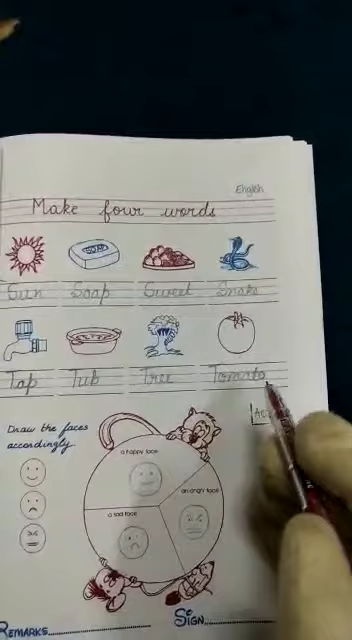 English
Make four words
SOAP
Sun Soap Sweet Snake
Tap Tub Tree Tomato
Draw the faces
accordingly
a happy face
an angry face
a sad face
REMARKS
SIGN